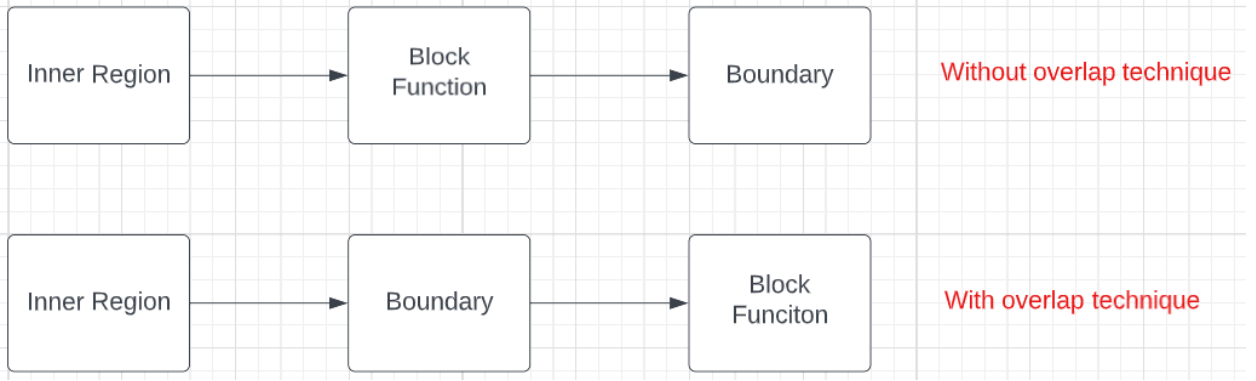 Inner Region
Block
Function
Boundary
Without overlap technique
Inner Region
Boundary
Block
Funciton
With overlap technique